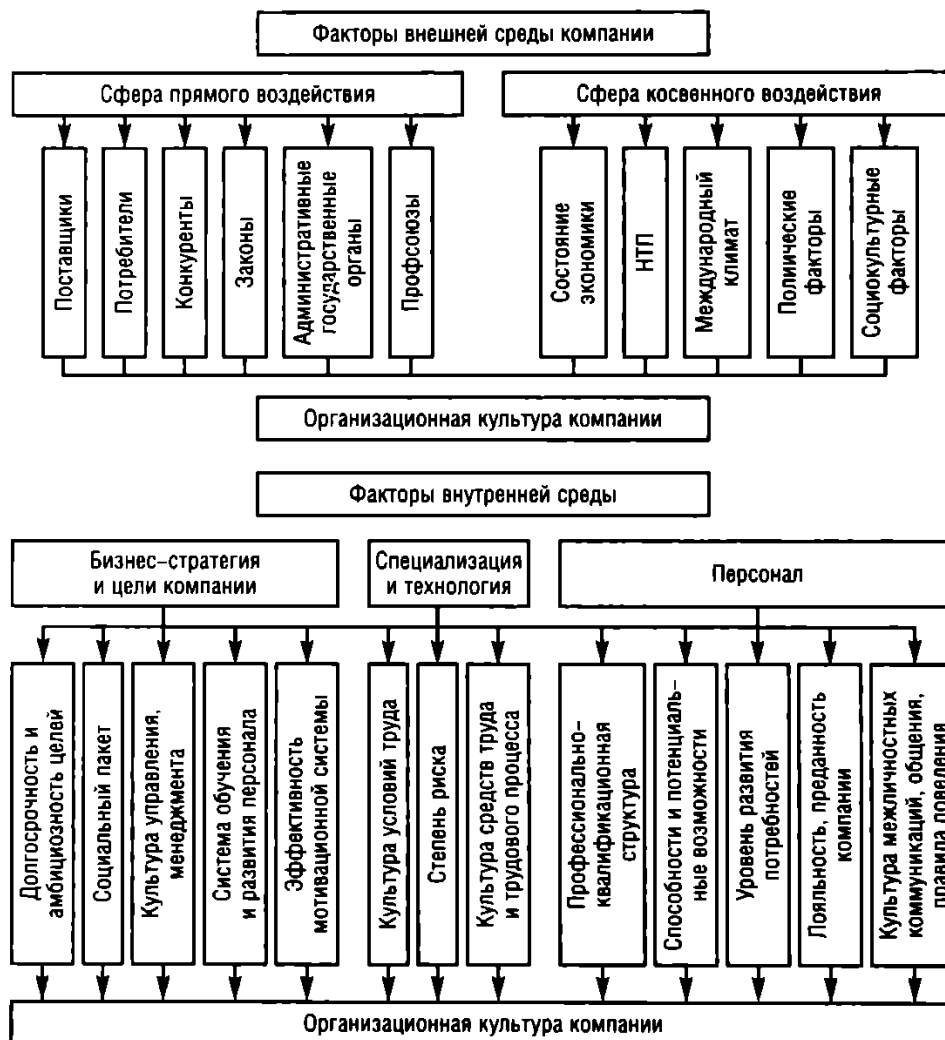 Факторы внешней среды компании
Сфера прямого воздействия
Сфера косвенного воздействия
Поставщики
Потребители
Конкуренты
Законы
Административные
государственные
органы
Профсоюзы
Состояние
экономики
НТП
Международный
климат
Полиические
факторы
Социокультурные
факторы
Организационная культура компании
Факторы внутренней среды
Бизнес-стратегия
и цели компании
Специализация
и технология
Персонал
Долгосрочность и
амбициозность целей
Социальный пакет
Культура управления,
менеджмента
Система обучения
и развития персонала
Эффективность
мотивационной системы
Культура условий труда
Степень риска
Культура средств труда
и трудового процесса
Профессионально-
квалификационная
структура
Способности и потенциаль-
ные возможности
Уровень развития
потребностей
Лояльность, преданность
компании
Культура межличностных
коммуникаций, общения,
правила поведения
Организационная культура компании